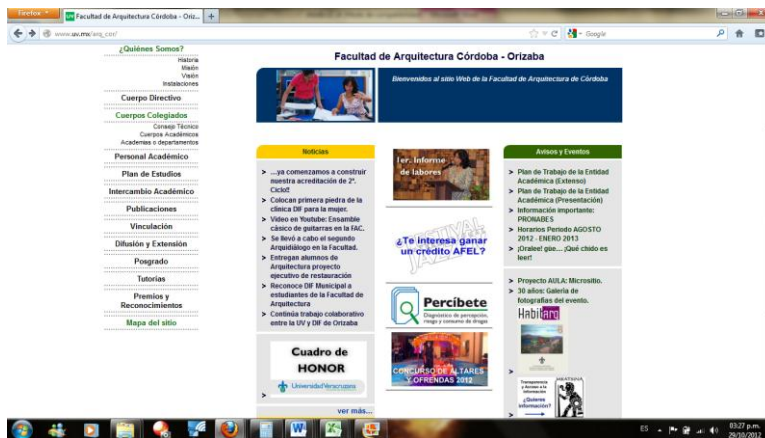 Firefox
Facultad de Arquitectura Córdoba - Oriz...
www.uv.mx/arq_cor/
Google
¿Quiénes Somos?
Historia
Misión
Visión
Instalaciones
Cuerpo Directivo
Cuerpos Colegiados
Consejo Técnico
Cuerpos Académicos
Academias o departamentos
Personal Académico
Plan de Estudios
Intercambio Académico
Publicaciones
Vinculación
Difusión y Extensión
Posgrado
Tutorias
Premios y
Reconocimientos
Mapa del sitio
Facultad de Arquitectura Córdoba - Orizaba
Bienvenidos al sitio Web de la Facultad de Arquitectura de Córdoba
Noticias
> ...ya comenzamos a construir
nuestra acreditación de 2º.
Ciclo!!
> Colocan primera piedra de la
clínica DIF para la mujer.
> Video en Youtube: Ensamble
clásico de guitarras en la FAC.
> Se llevó a cabo el segundo
Arquidiálogo en la Facultad.
> Entregan alumnos de
Arquitectura proyecto
ejecutivo de restauración
> Reconoce DIF Municipal a
estudiantes de la Facultad de
Arquitectura
> Continúa trabajo colaborativo
entre la UV y DIF de Orizaba
Cuadro de
HONOR
Universidad Veracruzana
>
ver más...
1er. Informe
de labores
FESTIVAL
JAZZ
¿Te interesa ganar
un crédito AFEL?
Percíbete
Diagnóstico de percepción,
riesgo y consumo de drogas
CONCURSO DE ALTARES
Y OFRENDAS 2012
Avisos y Eventos
> Plan de Trabajo de la Entidad
Académica (Extenso)
> Plan de Trabajo de la Entidad
Académica (Presentación)
> Información importante:
PRONABES
> Horarios Periodo AGOSTO
2012 - ENERO 2013
> ¡Oralee! güe... ¡Qué chido es
leer!
> Proyecto AULA: Micrositio.
> 30 años: Galería de
fotografías del evento.
Habitarq
>
Transparencia
y Acceso a la
Información
¿Quieres
información?
>
ES
03:27 p.m.
29/10/2012